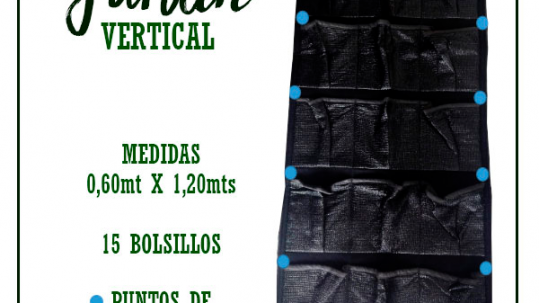 VERTICAL
MEDIDAS
0,60mt X 1,20mts
15 BOLSILLOS
PUNTOS DE